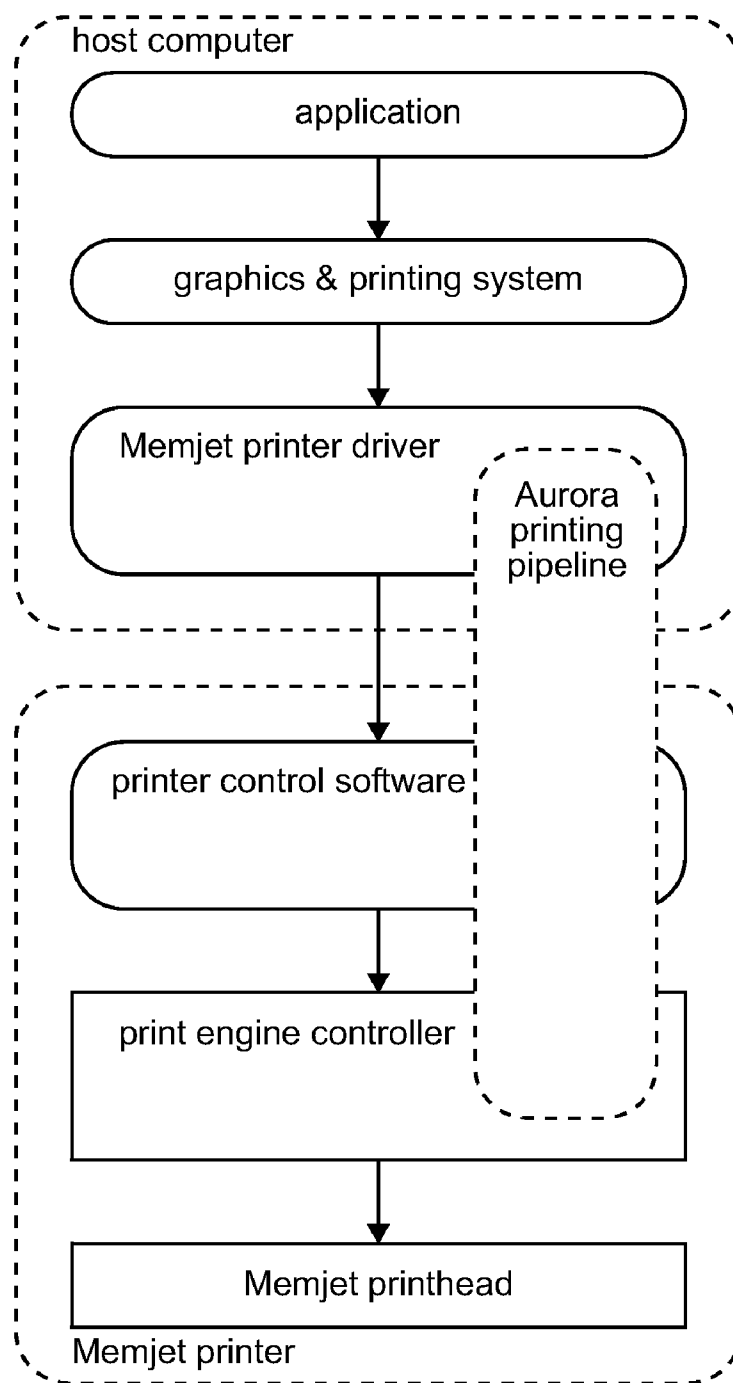 host computer
application
graphics & printing system
Memjet printer driver
Aurora
printing
pipeline
printer control software
print engine controller
Memjet printhead
Memjet printer